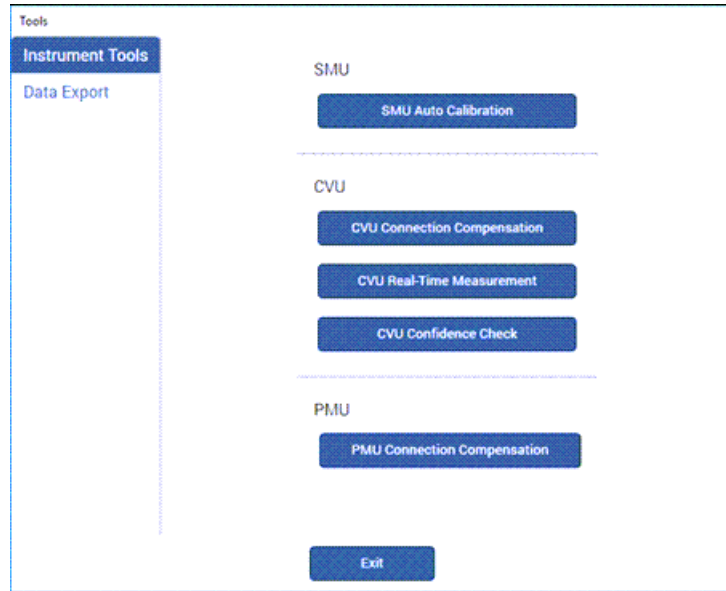 Tools
Instrument Tools
Data Export
SMU
SMU Auto Calibration
CVU
CVU Connection Compensation
CVU Real-Time Measurement
CVU Confidence Check
PMU
PMU Connection Compensation
Exit